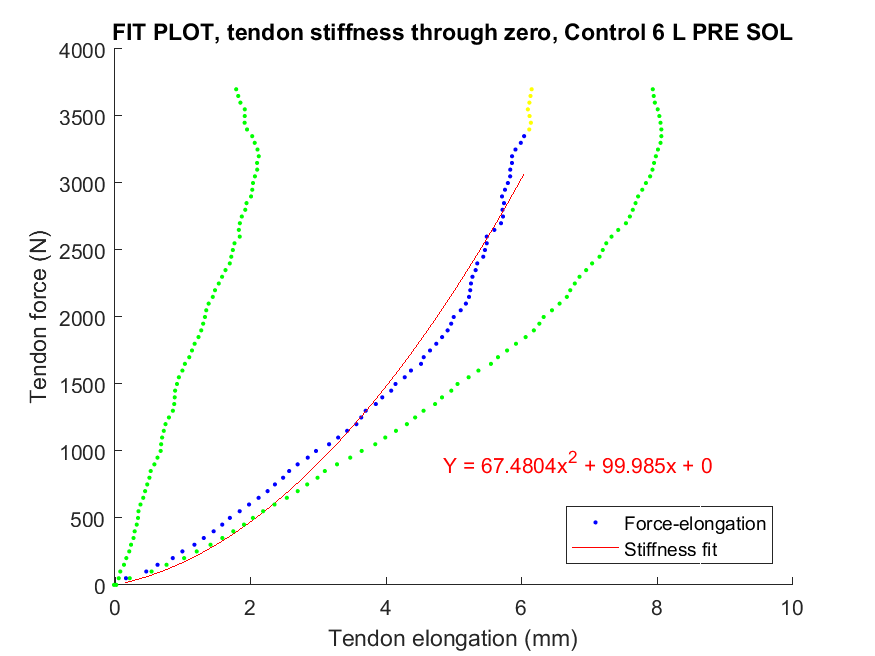 FIT PLOT, tendon stiffness through zero, Control 6 L PRE SOL
4000
3500
3000
2500
2000
1500
1000
500
0
Tendon force (N)
Y = 67.4804x² + 99.985x + 0
Force-elongation
Stiffness fit
0 2 4 6 8 10
Tendon elongation (mm)